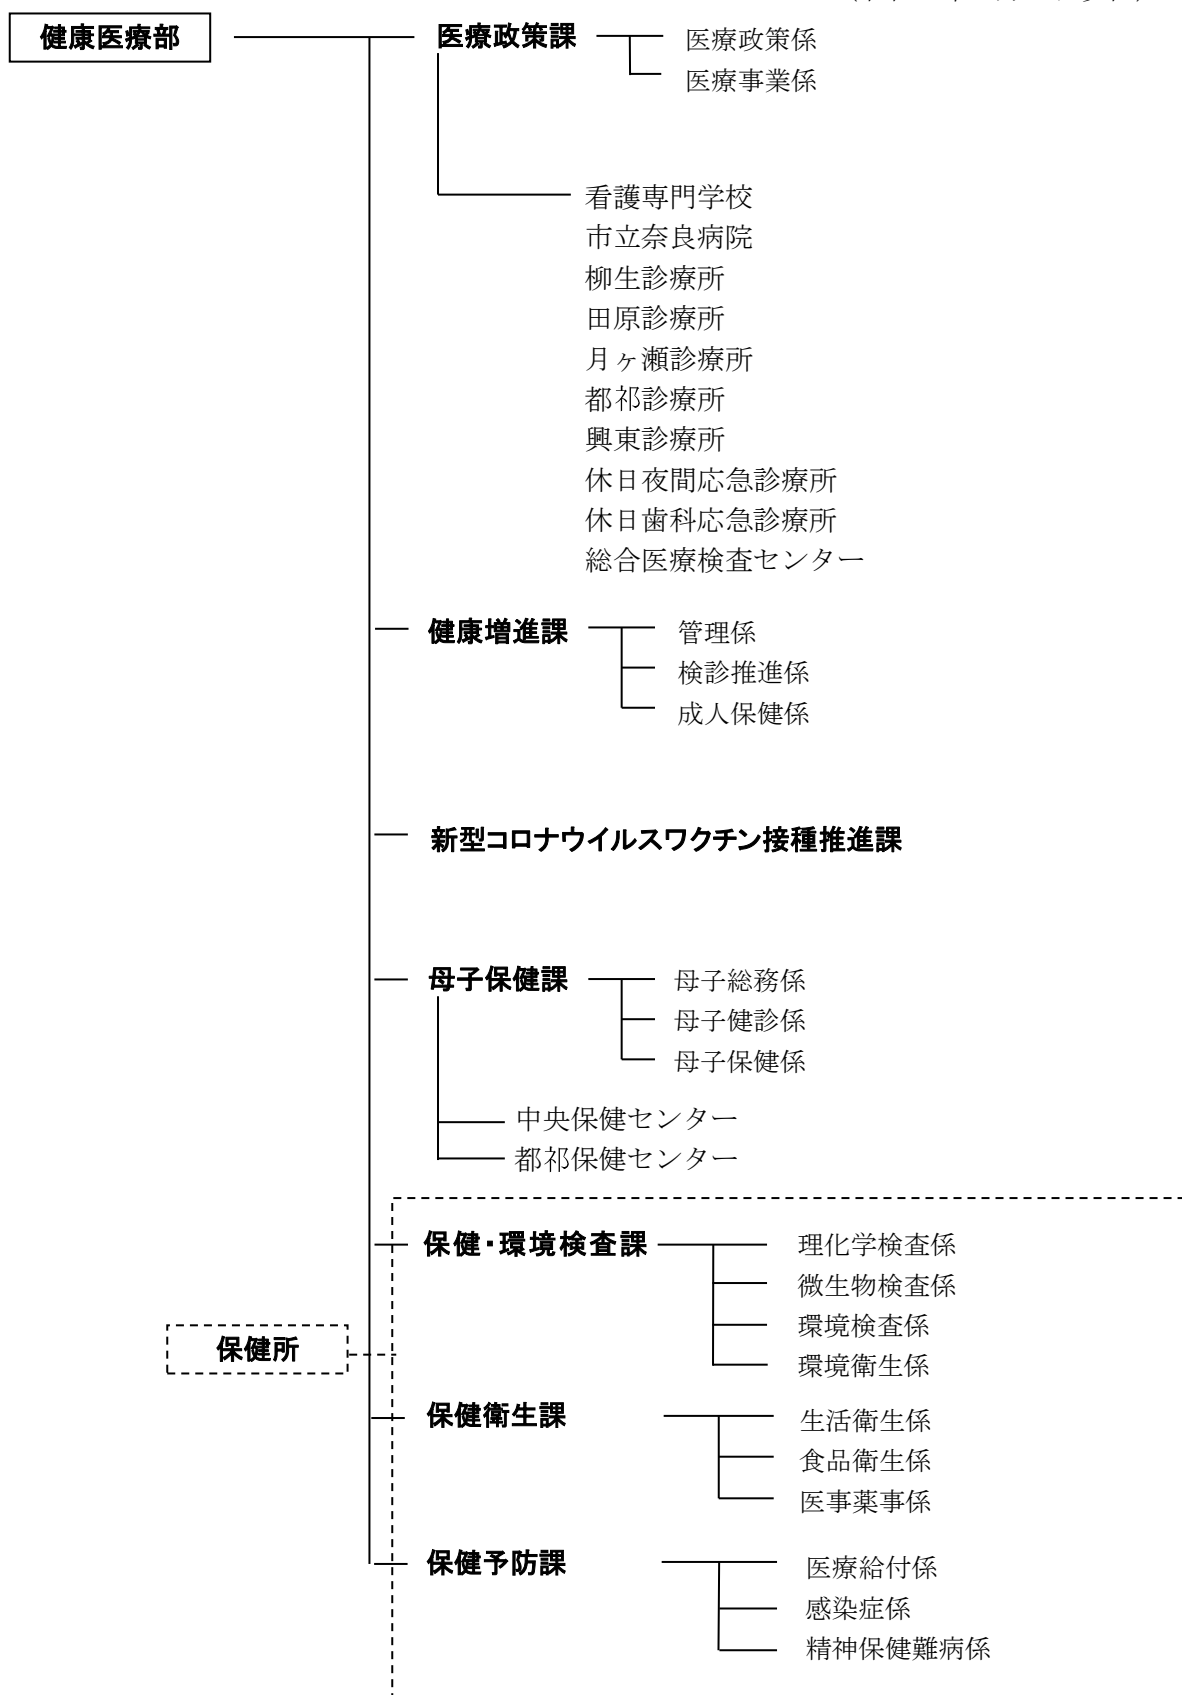 健康医療部 医療政策課 医療政策係
医療事業係
看護専門学校
市立奈良病院
柳生診療所
田原診療所
月ヶ瀬診療所
都祁診療所
興東診療所
休日夜間応急診療所
休日歯科応急診療所
総合医療検査センター
健康増進課 管理係
検診推進係
成人保健係
新型コロナウイルスワクチン接種推進課
母子保健課 母子総務係
母子健診係
母子保健係
中央保健センター
都祁保健センター
保健・環境検査課 理化学検査係
微生物検査係
環境検査係
保健所
環境衛生係
保健衛生課 生活衛生係
食品衛生係
医事薬事係
保健予防課 医療給付係
感染症係
精神保健難病係